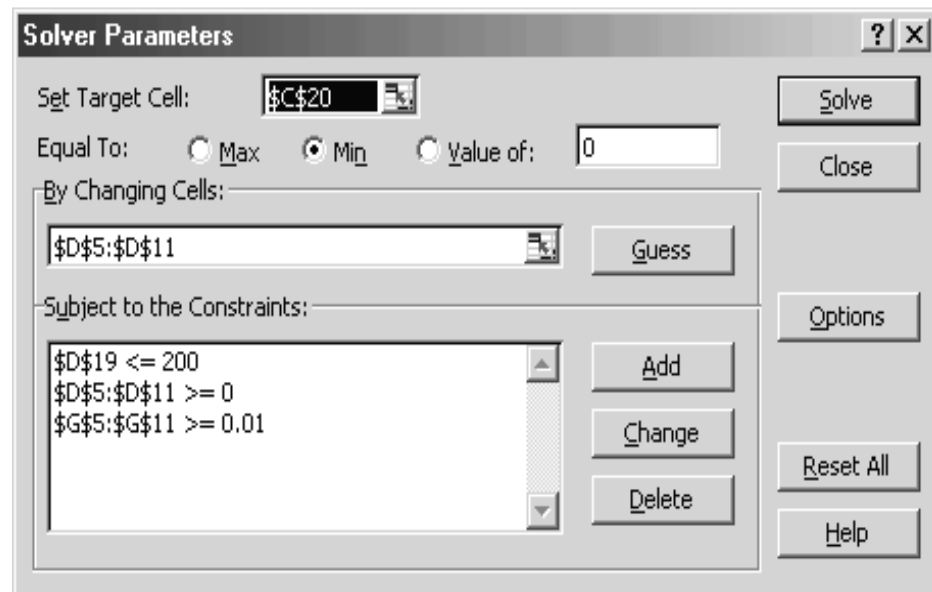 Solver Parameters ? X
Set Target Cell: $C$20 Solve
Equal To: Max Min Value of: 0
Close
By Changing Cells:
$D$5:$D$11 Guess
Subject to the Constraints: Options
$D$19 <= 200 Add
$D$5:$D$11 >= 0
$G$5:$G$11 >= 0.01 Change
Reset All
Delete
Help